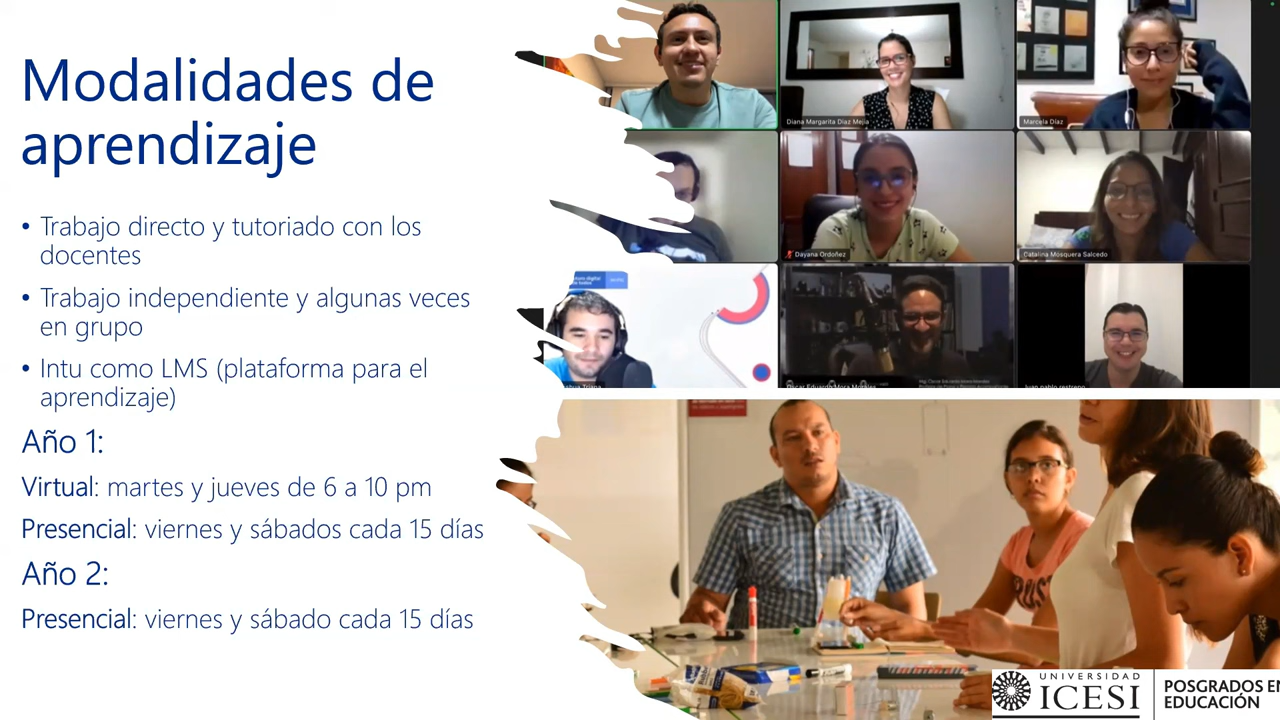 Modalidades de
aprendizaje
• Trabajo directo y tutoriado con los
docentes
• Trabajo independiente y algunas veces
en grupo
• Intu como LMS (plataforma para el
aprendizaje)
Año 1:
Virtual: martes y jueves de 6 a 10 pm
Presencial: viernes y sábados cada 15 días
Año 2:
Presencial: viernes y sábado cada 15 días
Diana Margarita Diaz Mejia
Marcela Díaz
Dayana Ordoñez
Catalina Mosquera Salcedo
Oscar Eduardo Mora Morales
juan pablo restrepo
UNIVERSIDAD
ICESI
POSGRADOS EN
EDUCACIÓN